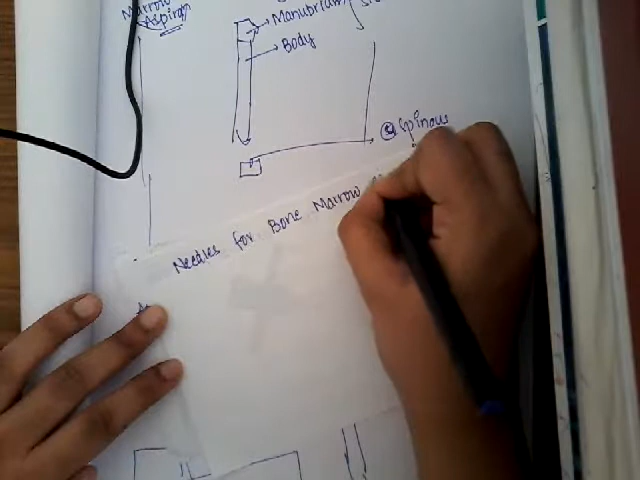 Marrow
Aspiran
Manubrium
Body
Spinous
Needles for Bone Marrow